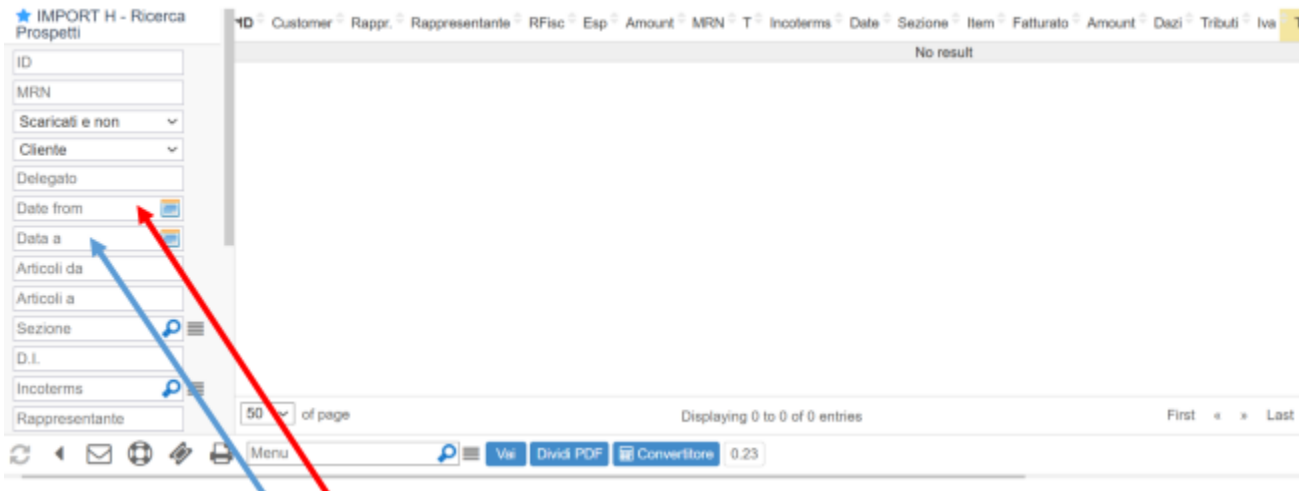 IMPORT H - Ricerca
Prospetti
ID Customer Rappr. Rappresentante RFisc Esp Amount MRN T Incoterms Date Sezione Item Fatturato Amount Dazi Tributi Iva T
No result
ID
MRN
Scaricati e non
Cliente
Delegato
Date from
Data a
Articoli da
Articoli a
Sezione
D.I.
Incoterms
Rappresentante
50 of page Displaying 0 to 0 of 0 entries First « » Last
Menu Vai Dividi PDF Convertitore 0.23